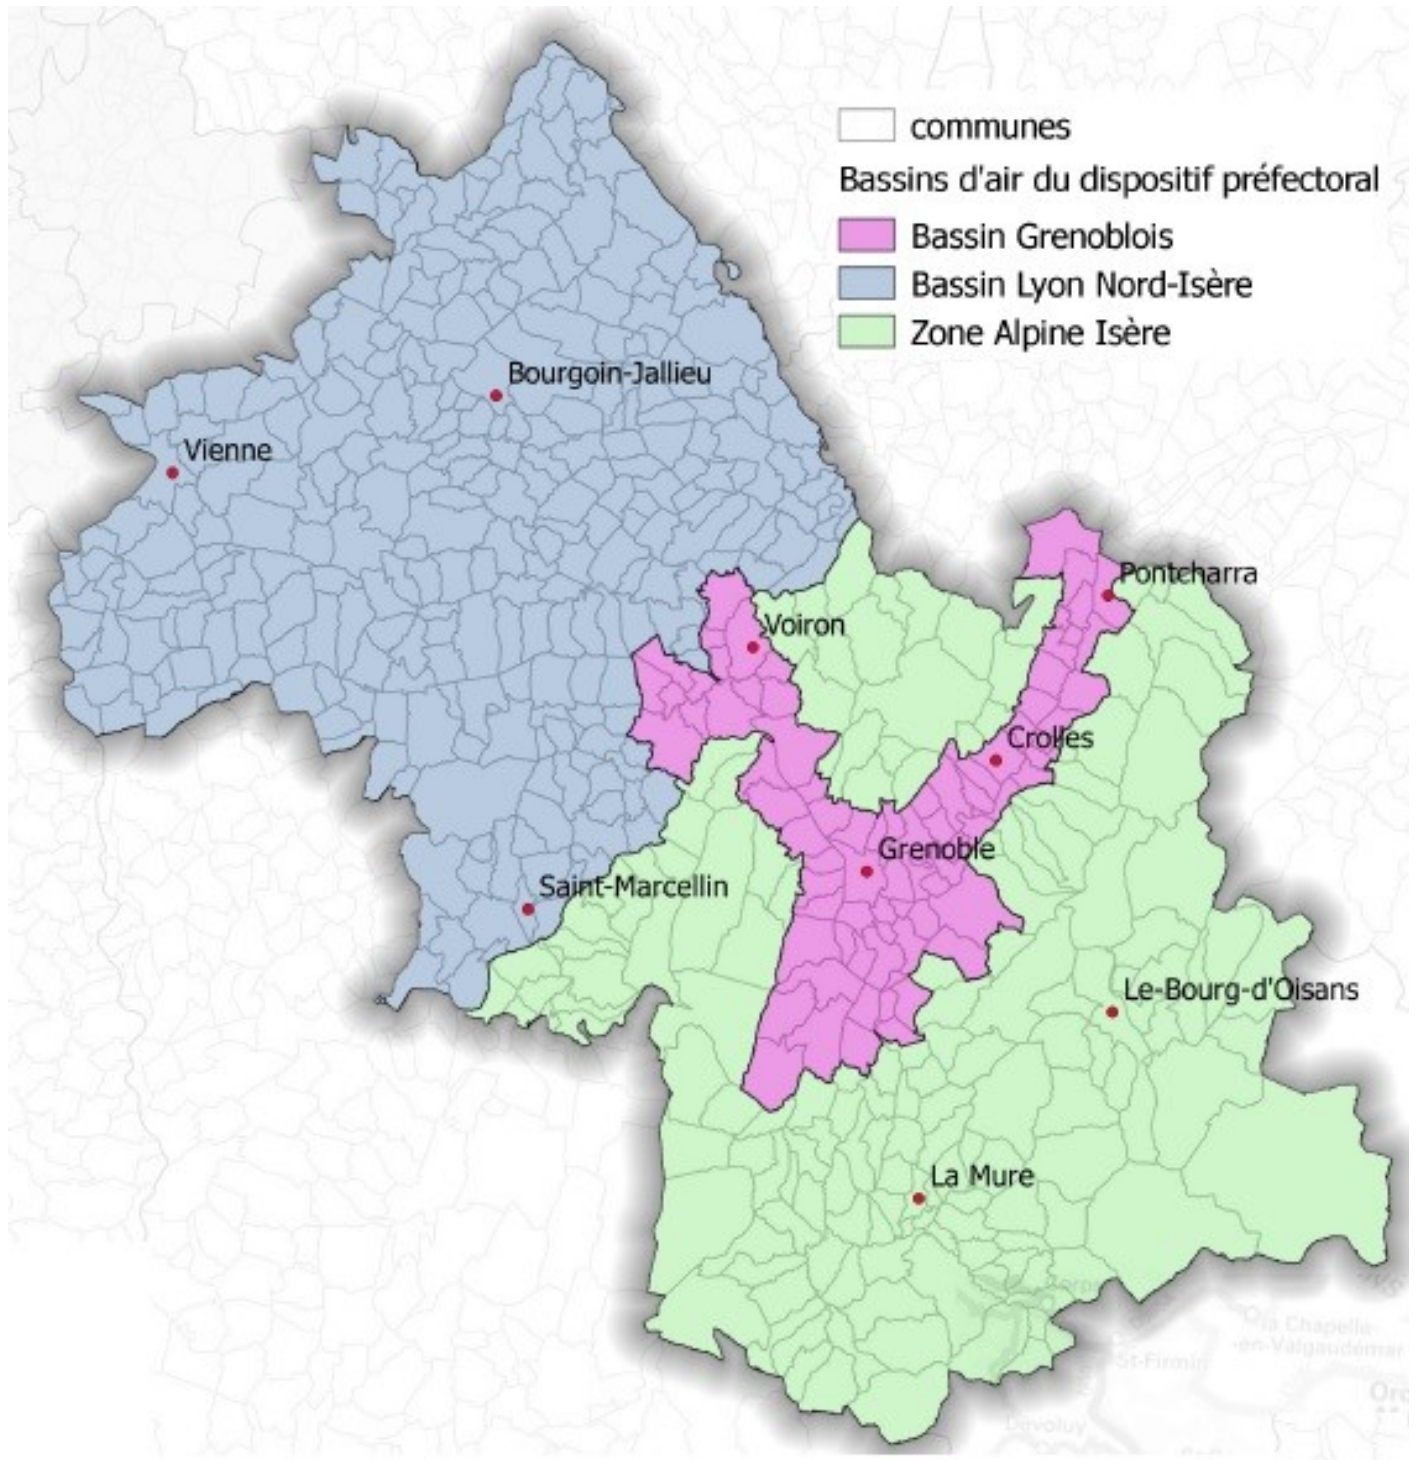 communes
Bassins d'air du dispositif préfectoral
Bassin Grenoblois
Bassin Lyon Nord-Isère
Zone Alpine Isère
Bourgoin-Jallieu
Vienne
Pontcharra
Voiron
Crolles
Grenoble
Saint-Marcellin
Le-Bourg-d'Oisans
La Mure
la Chapelle-
-en-Valgaudemar
St-Firmin
Dévoluy